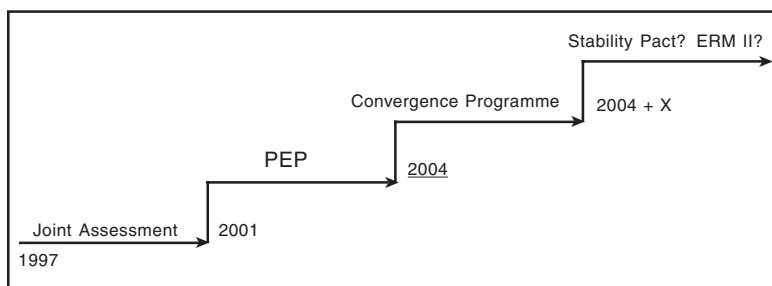 Stability Pact? ERM II?
Convergence Programme
2004 + X
PEP
2004
Joint Assessment
2001
1997